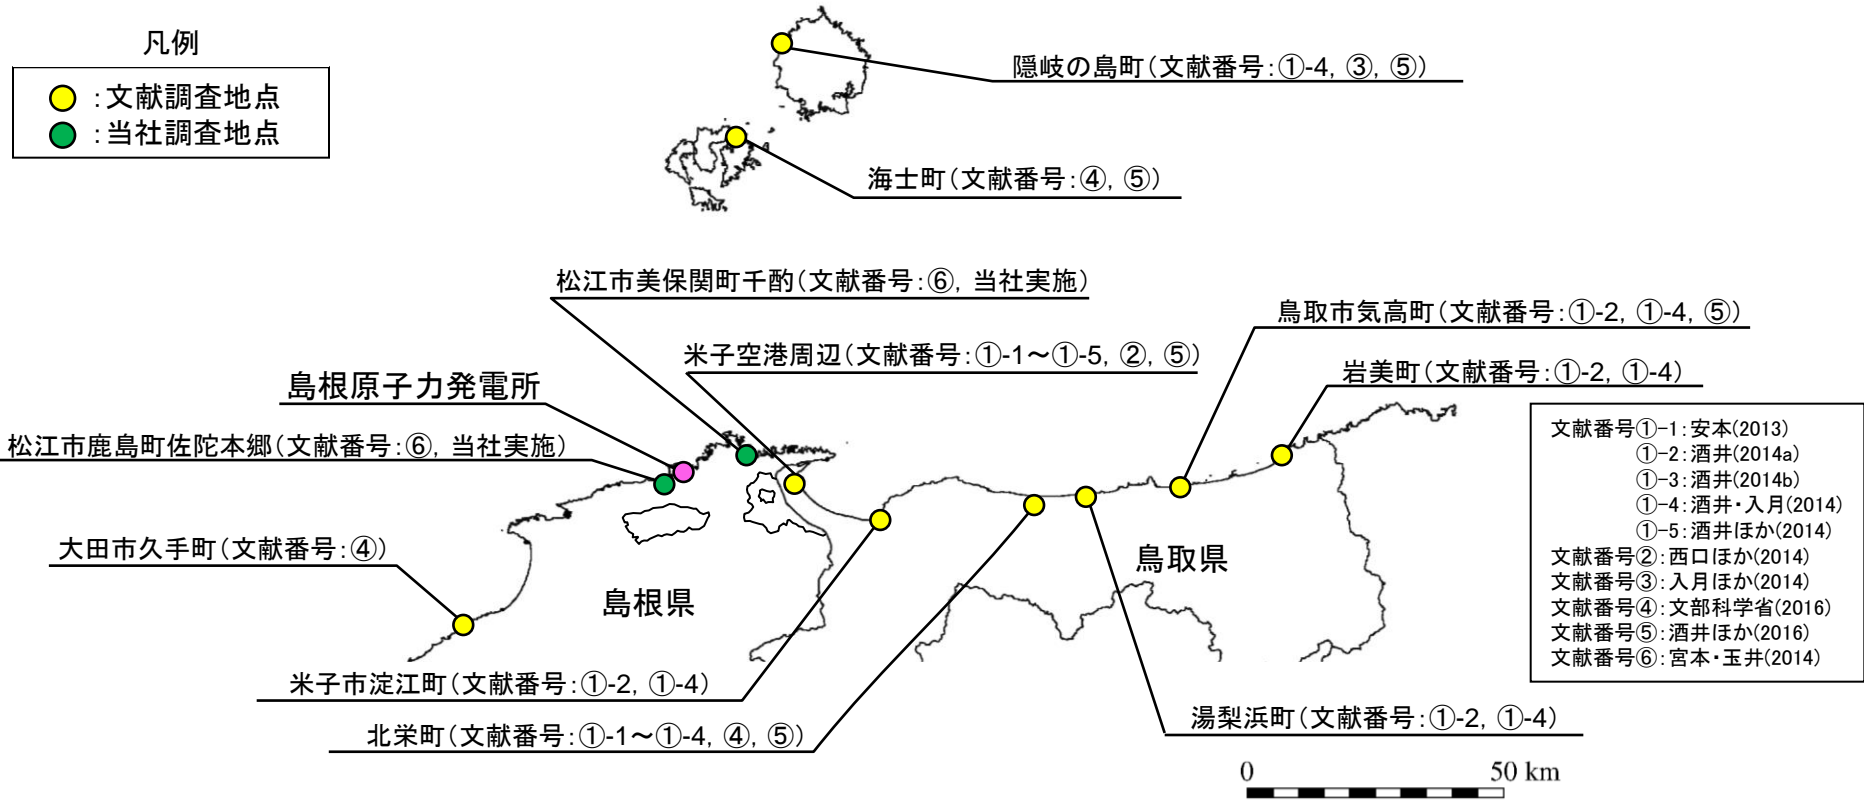 凡例
：文献調査地点
：当社調査地点
隠岐の島町（文献番号：①-4, ③, ⑤）
海士町（文献番号：④, ⑤）
松江市美保関町千酌（文献番号：⑥, 当社実施）
鳥取市気高町（文献番号：①-2, ①-4, ⑤）
米子空港周辺（文献番号：①-1～①-5, ②, ⑤）
岩美町（文献番号：①-2, ①-4）
島根原子力発電所
松江市鹿島町佐陀本郷（文献番号：⑥, 当社実施）
大田市久手町（文献番号：④）
島根県
鳥取県
文献番号①-1：安本(2013)
①-2：酒井(2014a)
①-3：酒井(2014b)
①-4：酒井・入月(2014)
①-5：酒井ほか(2014)
文献番号②：西口ほか(2014)
文献番号③：入月ほか(2014)
文献番号④：文部科学省(2016)
文献番号⑤：酒井ほか(2016)
文献番号⑥：宮本・玉井(2014)
米子市淀江町（文献番号：①-2, ①-4）
湯梨浜町（文献番号：①-2, ①-4）
北栄町（文献番号：①-1～①-4, ④, ⑤）
0 50 km